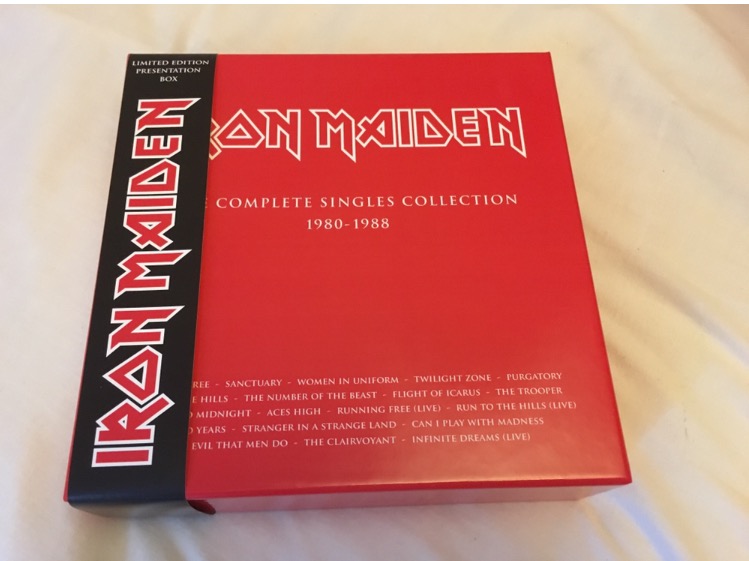 LIMITED EDITION
PRESENTATION
BOX
IRON MAIDEN
RON MAIDEN
E COMPLETE SINGLES COLLECTION
1980-1988
REE - SANCTUARY - WOMEN IN UNIFORM - TWILIGHT ZONE - PURGATORY
E HILLS - THE NUMBER OF THE BEAST - FLIGHT OF ICARUS - THE TROOPER
O MIDNIGHT - ACES HIGH - RUNNING FREE (LIVE) - RUN TO THE HILLS (LIVE)
D YEARS - STRANGER IN A STRANGE LAND - CAN I PLAY WITH MADNESS
EVIL THAT MEN DO - THE CLAIRVOYANT - INFINITE DREAMS (LIVE)